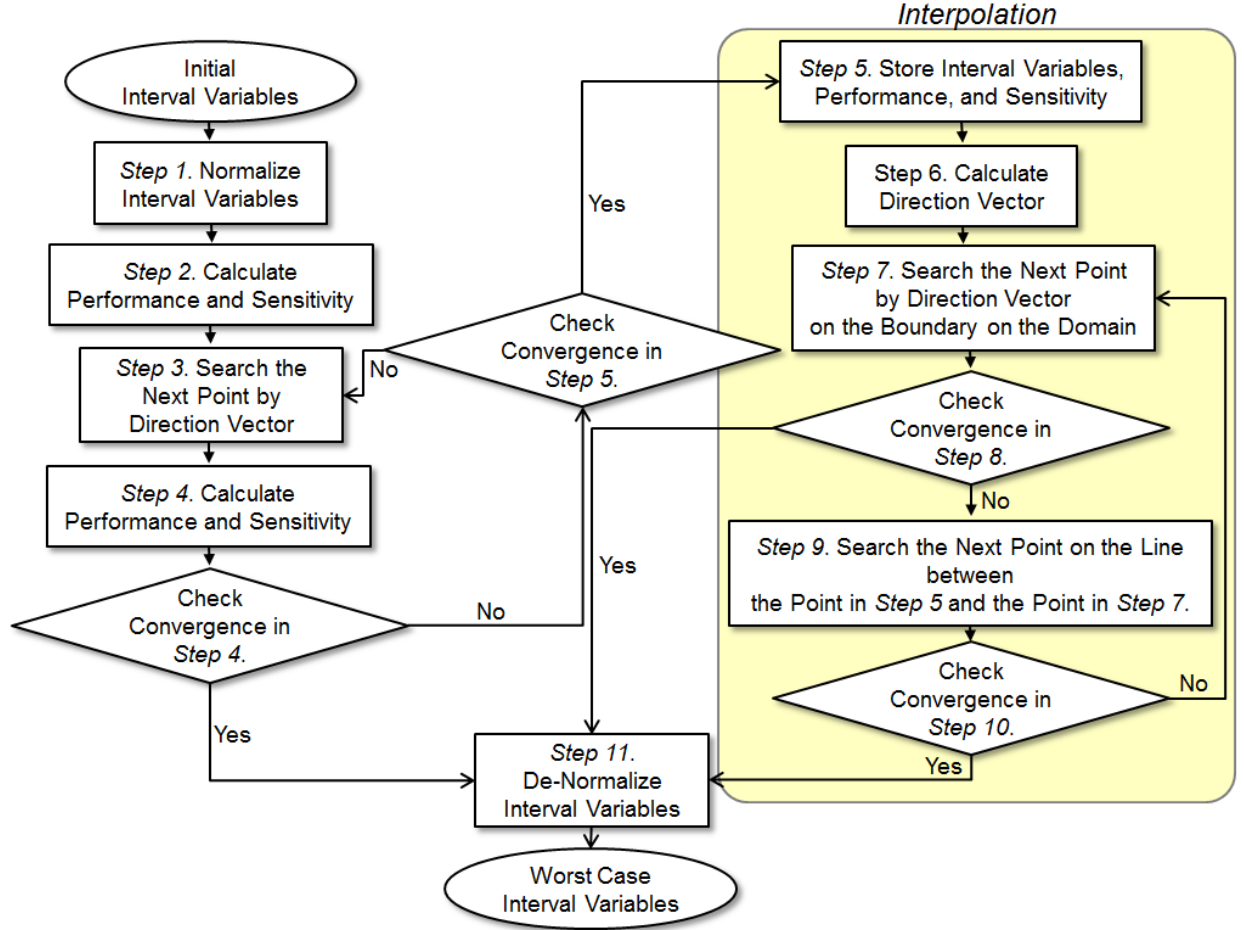 Interpolation
Initial
Interval Variables
Step 1. Normalize
Interval Variables
Step 2. Calculate
Performance and Sensitivity
Step 3. Search the
Next Point by
Direction Vector
Step 4. Calculate
Performance and Sensitivity
Check
Convergence in
Step 4.
No
Yes
Check
Convergence in
Step 5.
No
Yes
Step 5. Store Interval Variables,
Performance, and Sensitivity
Step 6. Calculate
Direction Vector
Step 7. Search the Next Point
by Direction Vector
on the Boundary on the Domain
Check
Convergence in
Step 8.
Yes
No
Step 9. Search the Next Point on the Line
between
the Point in Step 5 and the Point in Step 7.
Check
Convergence in
Step 10.
No
Yes
Step 11.
De-Normalize
Interval Variables
Worst Case
Interval Variables